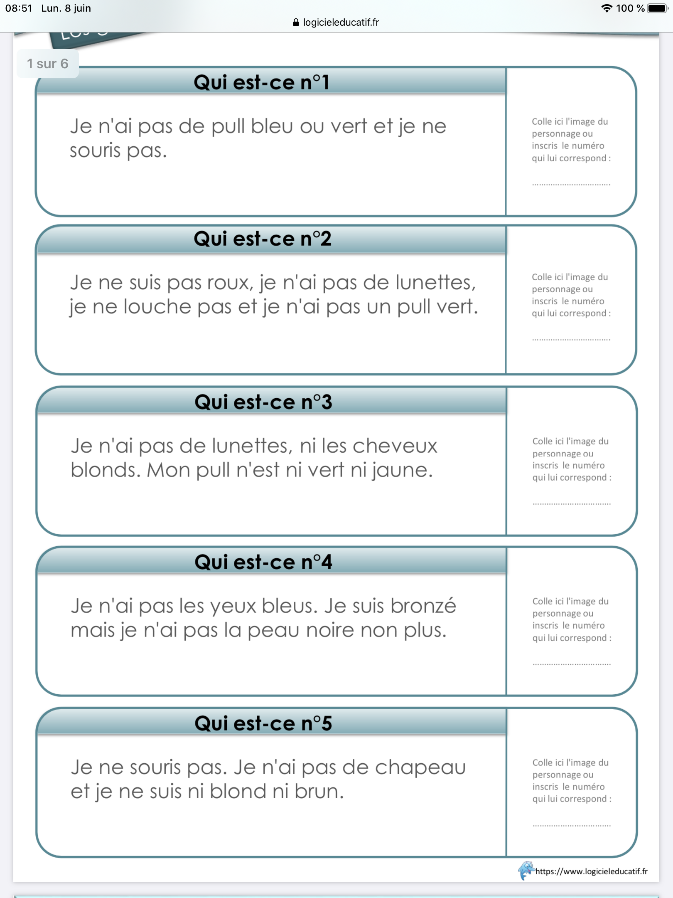 08:51 Lun. 8 juin
100 %
logicieleducatif.fr
1 sur 6
Qui est-ce n°1
Je n'ai pas de pull bleu ou vert et je ne
souris pas.
Colle ici l'image du
personnage ou
inscris le numéro
qui lui correspond :
Qui est-ce n°2
Je ne suis pas roux, je n'ai pas de lunettes,
je ne louche pas et je n'ai pas un pull vert.
Colle ici l'image du
personnage ou
inscris le numéro
qui lui correspond :
Qui est-ce n°3
Je n'ai pas de lunettes, ni les cheveux
blonds. Mon pull n'est ni vert ni jaune.
Colle ici l'image du
personnage ou
inscris le numéro
qui lui correspond :
Qui est-ce n°4
Je n'ai pas les yeux bleus. Je suis bronzé
mais je n'ai pas la peau noire non plus.
Colle ici l'image du
personnage ou
inscris le numéro
qui lui correspond :
Qui est-ce n°5
Je ne souris pas. Je n'ai pas de chapeau
et je ne suis ni blond ni brun.
Colle ici l'image du
personnage ou
inscris le numéro
qui lui correspond :
https://www.logicieleducatif.fr